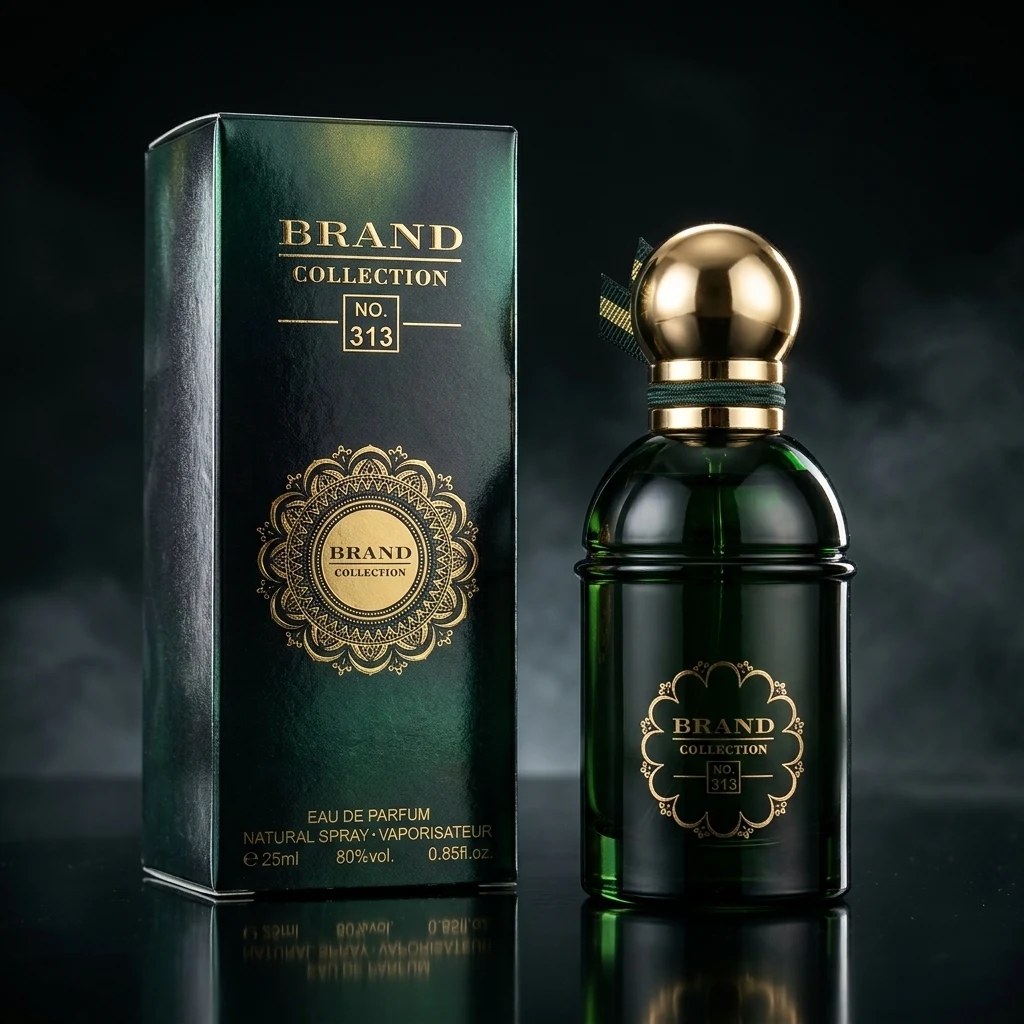 BRAND
COLLECTION
NO.
313
BRAND
COLLECTION
EAU DE PARFUM
NATURAL SPRAY · VAPORISATEUR
℮ 25ml 80%vol. 0.85fl.oz.
BRAND
COLLECTION
NO.
313